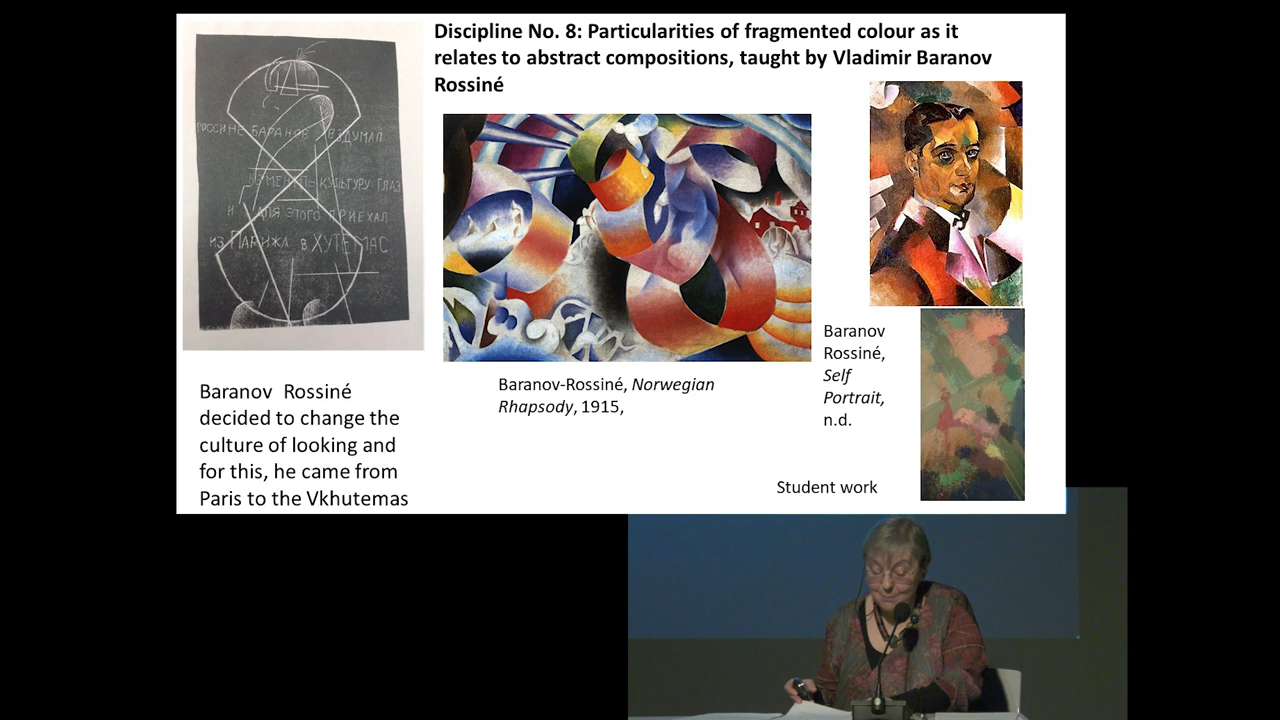 Discipline No. 8: Particularities of fragmented colour as it
relates to abstract compositions, taught by Vladimir Baranov
Rossiné
РОССИНЕ БАРАНОВ ВЗДУМАЛ
ИЗМЕНИТЬ КУЛЬТУРУ ГЛАЗ
И ДЛЯ ЭТОГО ПРИЕХАЛ
ИЗ ПАРИЖА В ХУТЕМАС
Baranov Rossiné
decided to change the
culture of looking and
for this, he came from
Paris to the Vkhutemas
Baranov-Rossiné, Norwegian
Rhapsody, 1915,
Baranov
Rossiné,
Self
Portrait,
n.d.
Student work